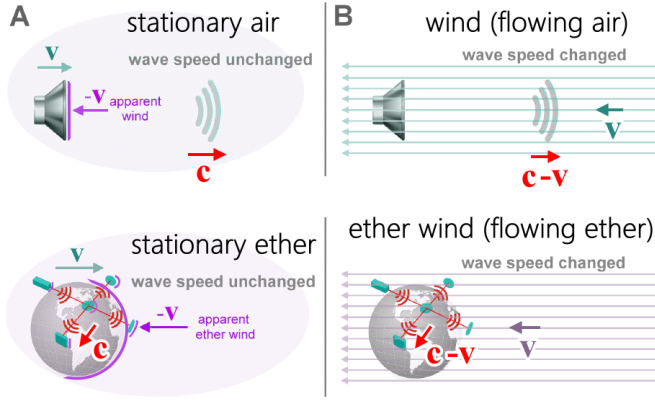 A
stationary air
wave speed unchanged
v
-v
apparent
wind
c
B
wind (flowing air)
wave speed changed
v
c-v
stationary ether
wave speed unchanged
v
-v
apparent
ether wind
c
ether wind (flowing ether)
wave speed changed
v
c-v